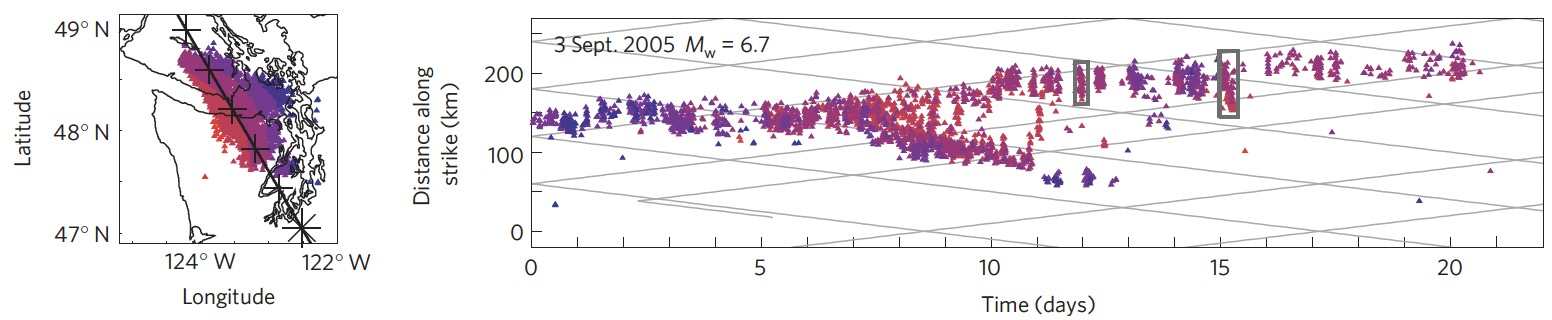 49° N
48° N
47° N
Latitude
124° W 122° W
Longitude
3 Sept. 2005 Mw = 6.7
200
100
0
Distance along
strike (km)
0 5 10 15 20
Time (days)